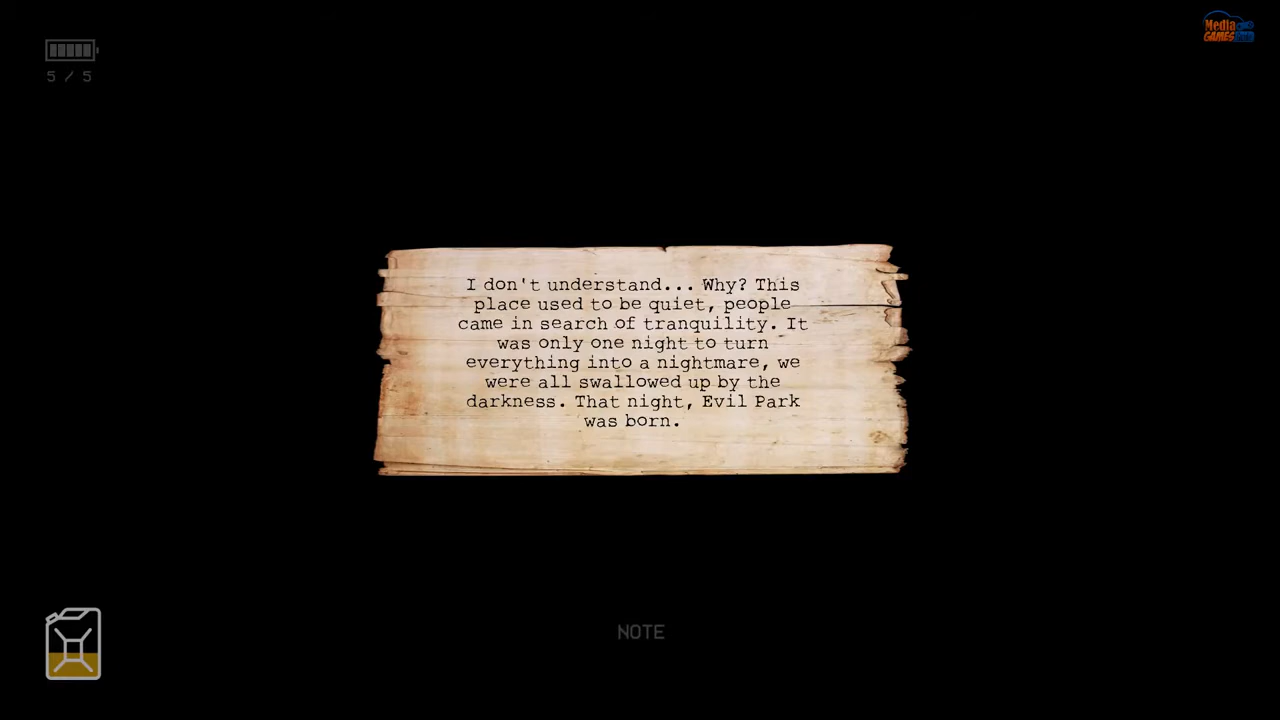 Media
GAMES
5 / 5
I don't understand... Why? This
place used to be quiet, people
came in search of tranquility. It
was only one night to turn
everything into a nightmare, we
were all swallowed up by the
darkness. That night, Evil Park
was born.
NOTE